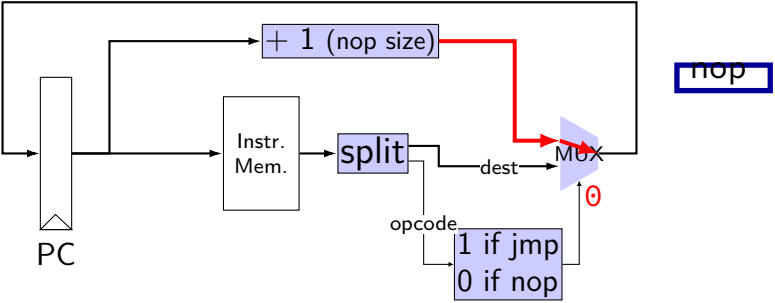 + 1 (nop size)
nop
Instr.
Mem.
split
MUX
dest
0
opcode
1 if jmp
0 if nop
PC